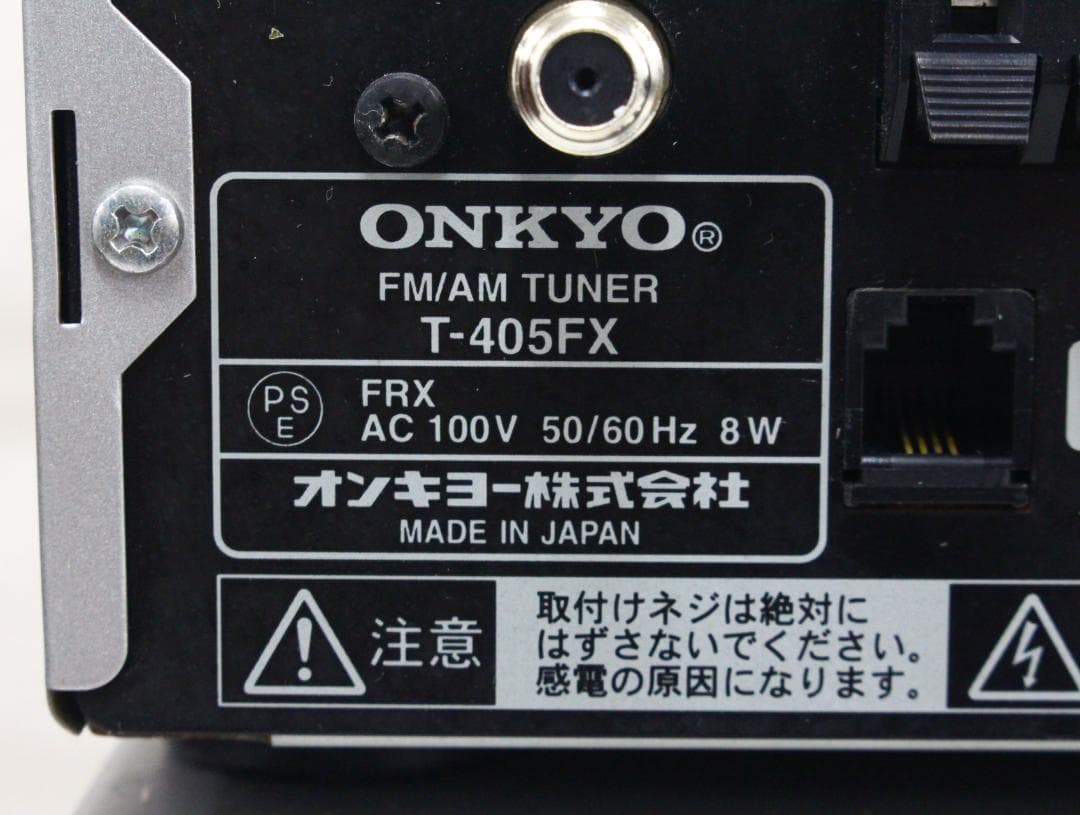 ONKYO®
FM/AM TUNER
T-405FX
PSE
FRX
AC 100V 50/60Hz 8W
オンキヨー株式会社
MADE IN JAPAN
注意
取付けネジは絶対に
はずさないでください。
感電の原因になります。